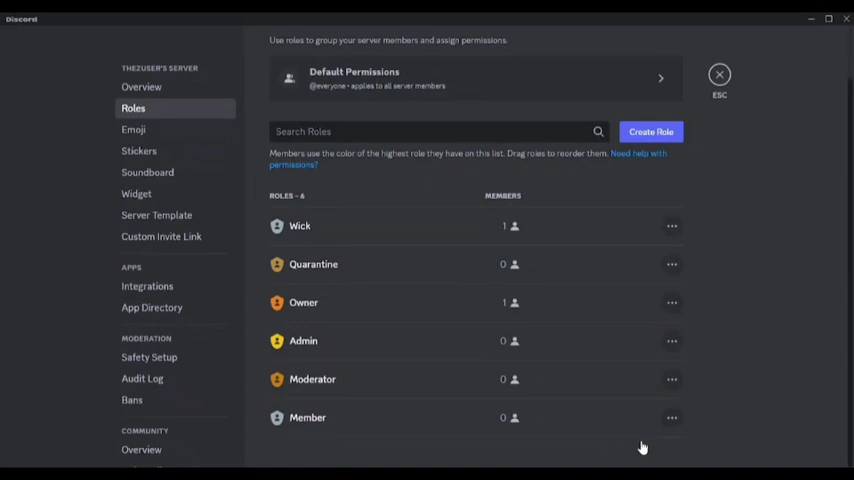 Discord
THEZUSER'S SERVER
Overview
Roles
Emoji
Stickers
Soundboard
Widget
Server Template
Custom Invite Link
APPS
Integrations
App Directory
MODERATION
Safety Setup
Audit Log
Bans
COMMUNITY
Overview
Use roles to group your server members and assign permissions.
Default Permissions
@everyone • applies to all server members
ESC
Search Roles
Create Role
Members use the color of the highest role they have on this list. Drag roles to reorder them. Need help with
permissions?
ROLES - 6 MEMBERS
Wick 1
Quarantine 0
Owner 1
Admin 0
Moderator 0
Member 0